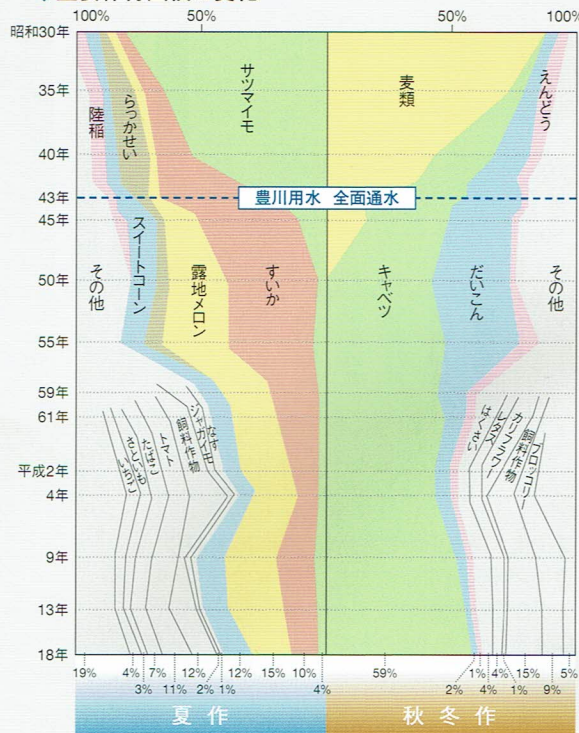 100%
50%
50%
100%
昭和30年
35年
40年
43年
45年
50年
55年
59年
61年
平成2年
4年
9年
13年
18年
陸稲
らっかせい
サツマイモ
麦類
えんどう
豊川用水 全面通水
その他
スイートコーン
露地メロン
すいか
キャベツ
だいこん
その他
いちご
さといも
たばこ
トマト
飼料作物
ジャガイモ
なす
はくさい
レタス
カリフラワー
飼料作物
ブロッコリー
19%
4%
3%
7%
11%
12%
2%
1%
12%
15%
10%
4%
59%
2%
1%
4%
4%
1%
15%
9%
5%
夏作
秋冬作